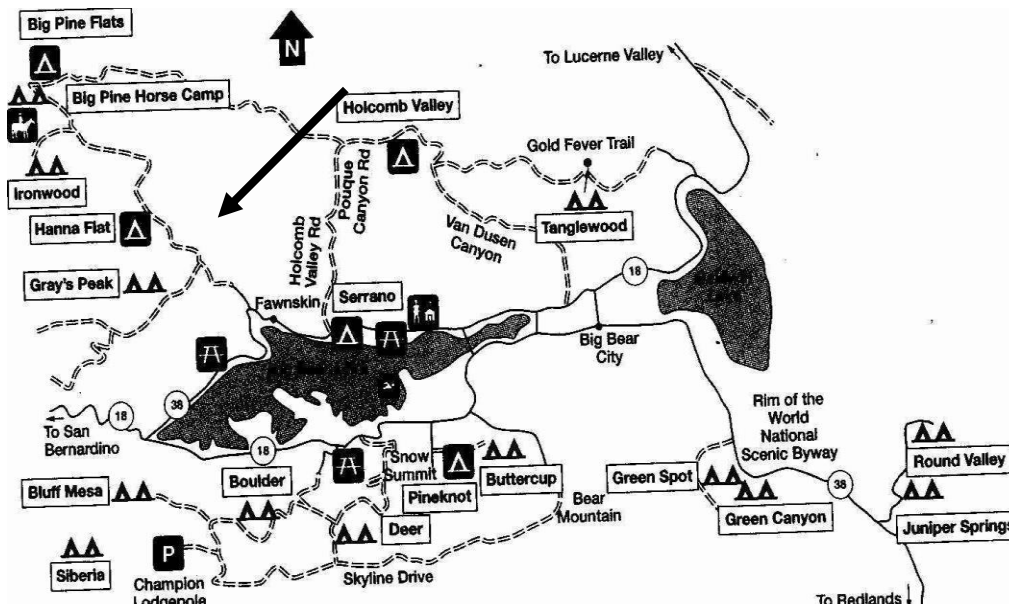 Big Pine Flats
N
To Lucerne Valley
Big Pine Horse Camp
Holcomb Valley
Gold Fever Trail
Ironwood
Pouque
Canyon Rd
Hanna Flat
Holcomb
Valley Rd
Van Dusen
Canyon
Tanglewood
Gray's Peak
Fawnskin
Serrano
18
Big Bear
City
38
18
To San
Bernardino
18
Rim of the
World
National
Scenic Byway
Snow
Summit
Boulder
Bluff Mesa
Pineknot
Buttercup
Green Spot
Round Valley
38
Deer
Bear
Mountain
Green Canyon
Juniper Springs
P
Siberia
Champion
Lodgepole
Skyline Drive
To Redlands